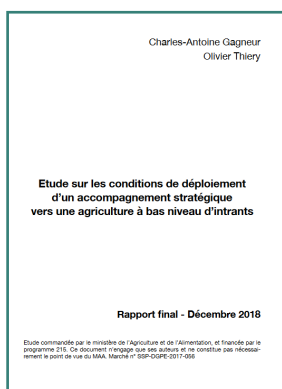 Charles-Antoine Gagneur
Olivier Thiery
Etude sur les conditions de déploiement
d'un accompagnement stratégique
vers une agriculture à bas niveau d'intrants
Rapport final - Décembre 2018
Etude commandée par le ministère de l'Agriculture et de l'Alimentation, et financée par le
programme 215. Ce document n'engage que ses auteurs et ne constitue pas nécessai-
rement le point de vue du MAA. Marché n° SSP-DGPE-2017-056